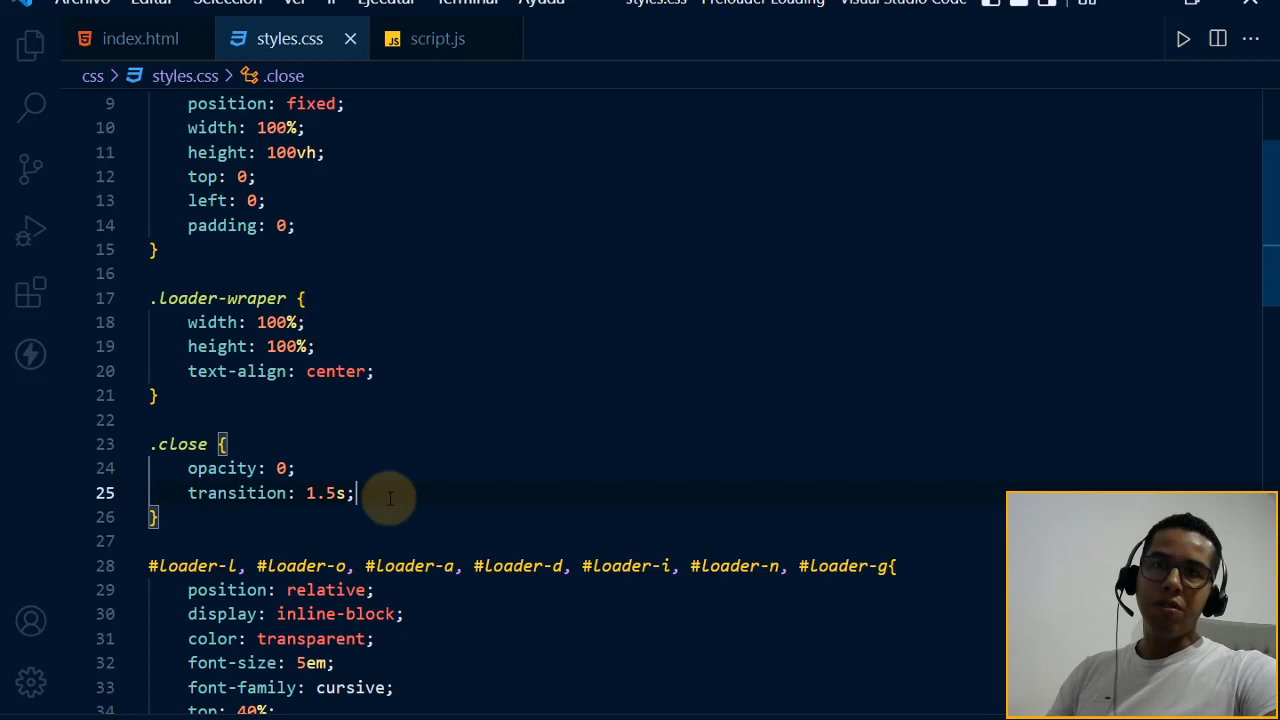 Archivo Editar Selección Ver Ir Ejecutar Terminal Ayuda styles.css - Preloader Loading - Visual Studio Code
index.html styles.css script.js
css > styles.css > .close
9 position: fixed;
10 width: 100%;
11 height: 100vh;
12 top: 0;
13 left: 0;
14 padding: 0;
15 }
16
17 .loader-wraper {
18 width: 100%;
19 height: 100%;
20 text-align: center;
21 }
22
23 .close {
24 opacity: 0;
25 transition: 1.5s;
26 }
27
28 #loader-l, #loader-o, #loader-a, #loader-d, #loader-i, #loader-n, #loader-g{
29 position: relative;
30 display: inline-block;
31 color: transparent;
32 font-size: 5em;
33 font-family: cursive;
34 top: 40%;